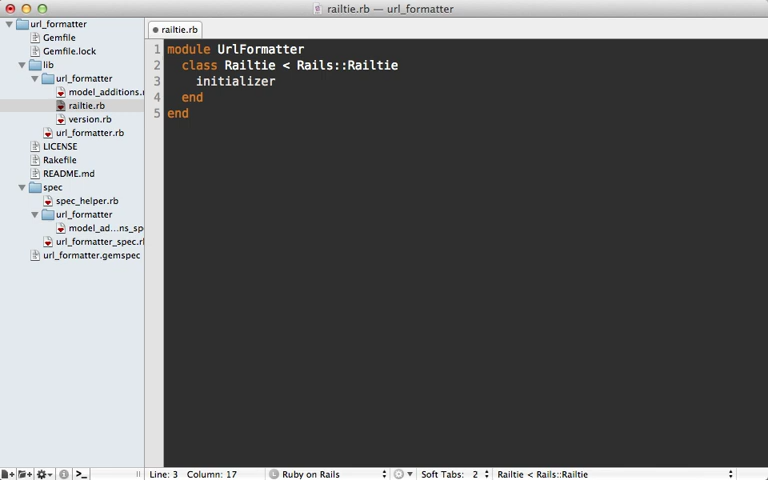 railtie.rb — url_formatter
url_formatter
Gemfile
Gemfile.lock
lib
url_formatter
model_additions.r
railtie.rb
version.rb
url_formatter.rb
LICENSE
Rakefile
README.md
spec
spec_helper.rb
url_formatter
model_ad...ns_sp
url_formatter_spec.rl
url_formatter.gemspec
railtie.rb
1 module UrlFormatter
2 class Railtie < Rails::Railtie
3 initializer
4 end
5 end
Line: 3 Column: 17 Ruby on Rails Soft Tabs: 2 Railtie < Rails::Railtie